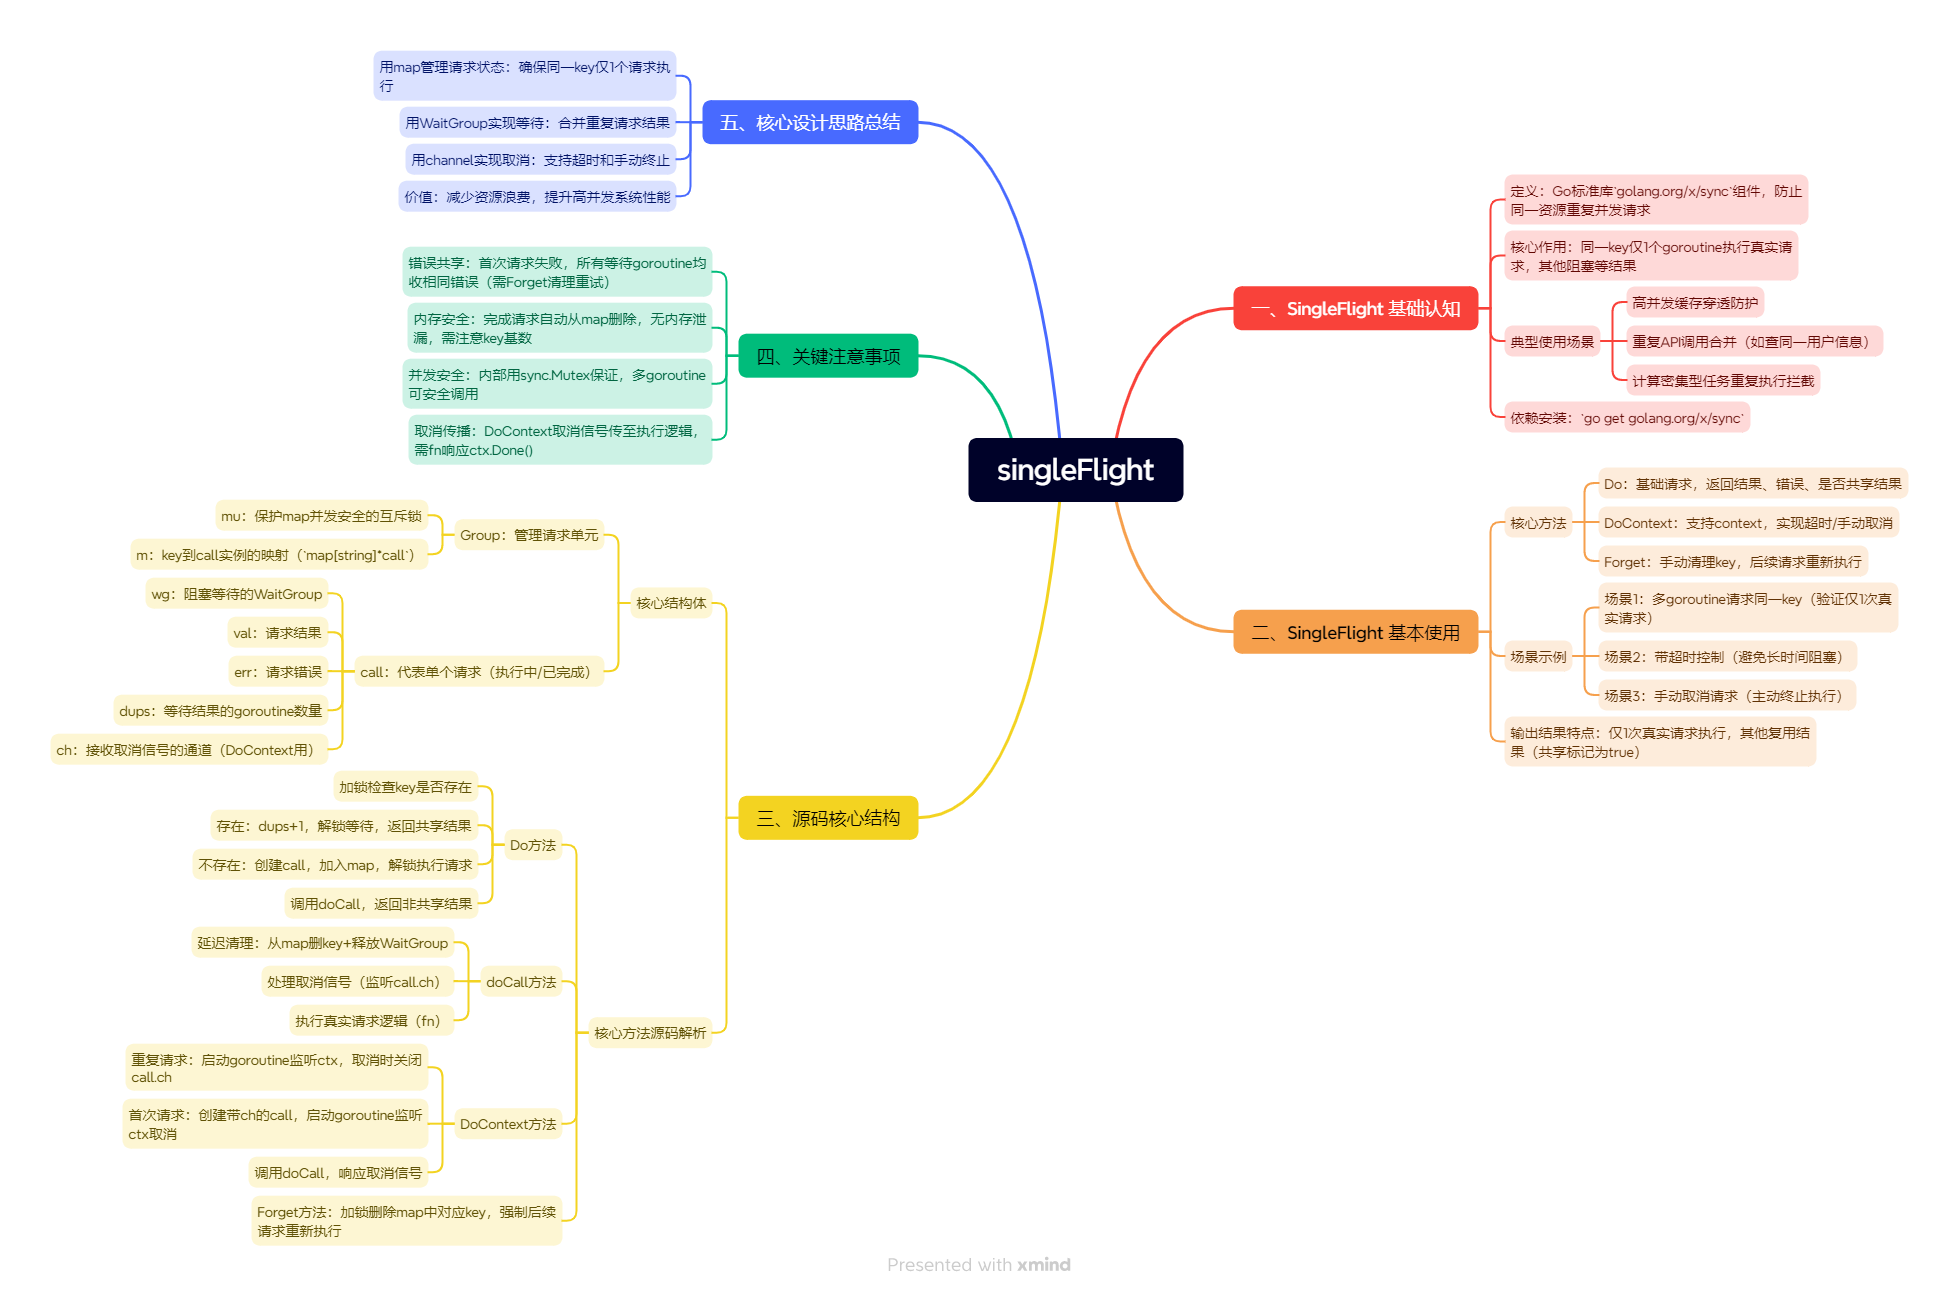 singleFlight
一、SingleFlight 基础认知
定义：Go标准库`golang.org/x/sync`组件，防止
同一资源重复并发请求
核心作用：同一key仅1个goroutine执行真实请
求，其他阻塞等结果
典型使用场景
高并发缓存穿透防护
重复API调用合并（如查同一用户信息）
计算密集型任务重复执行拦截
依赖安装：`go get golang.org/x/sync`
二、SingleFlight 基本使用
核心方法
Do：基础请求，返回结果、错误、是否共享结果
DoContext：支持context，实现超时/手动取消
Forget：手动清理key，后续请求重新执行
场景示例
场景1：多goroutine请求同一key（验证仅1次真
实请求）
场景2：带超时控制（避免长时间阻塞）
场景3：手动取消请求（主动终止执行）
输出结果特点：仅1次真实请求执行，其他复用结
果（共享标记为true）
三、源码核心结构
核心结构体
Group：管理请求单元
mu：保护map并发安全的互斥锁
m：key到call实例的映射（`map[string]*call`）
call：代表单个请求（执行中/已完成）
wg：阻塞等待的WaitGroup
val：请求结果
err：请求错误
dups：等待结果的goroutine数量
ch：接收取消信号的通道（DoContext用）
核心方法源码解析
Do方法
加锁检查key是否存在
存在：dups+1，解锁等待，返回共享结果
不存在：创建call，加入map，解锁执行请求
调用doCall，返回非共享结果
doCall方法
延迟清理：从map删key+释放WaitGroup
处理取消信号（监听call.ch）
执行真实请求逻辑（fn）
DoContext方法
重复请求：启动goroutine监听ctx，取消时关闭
call.ch
首次请求：创建带ch的call，启动goroutine监听
ctx取消
调用doCall，响应取消信号
Forget方法：加锁删除map中对应key，强制后续
请求重新执行
四、关键注意事项
错误共享：首次请求失败，所有等待goroutine均
收相同错误（需Forget清理重试）
内存安全：完成请求自动从map删除，无内存泄
漏，需注意key基数
并发安全：内部用sync.Mutex保证，多goroutine
可安全调用
取消传播：DoContext取消信号传至执行逻辑，
需fn响应ctx.Done()
五、核心设计思路总结
用map管理请求状态：确保同一key仅1个请求执
行
用WaitGroup实现等待：合并重复请求结果
用channel实现取消：支持超时和手动终止
价值：减少资源浪费，提升高并发系统性能
Presented with xmind